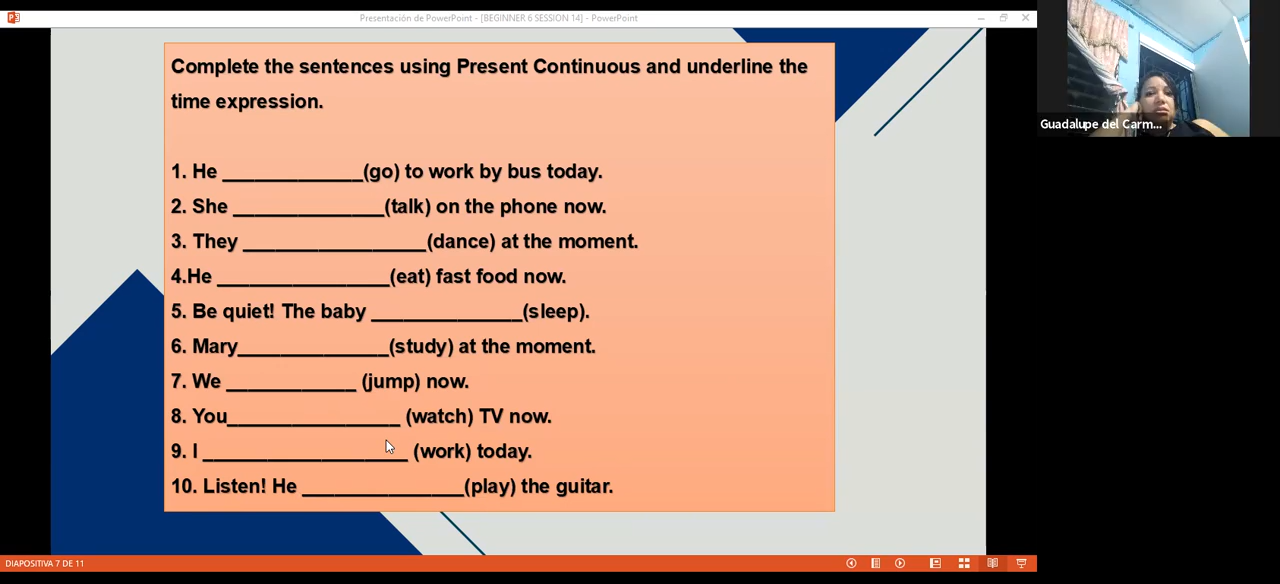 Presentación de PowerPoint - [BEGINNER 6 SESSION 14] - PowerPoint
Complete the sentences using Present Continuous and underline the
time expression.
1. He _____________(go) to work by bus today.
2. She ______________(talk) on the phone now.
3. They _________________(dance) at the moment.
4.He ________________(eat) fast food now.
5. Be quiet! The baby ______________(sleep).
6. Mary______________(study) at the moment.
7. We ____________ (jump) now.
8. You________________ (watch) TV now.
9. I ___________________ (work) today.
10. Listen! He _______________(play) the guitar.
Guadalupe del Carm...
DIAPOSITIVA 7 DE 11